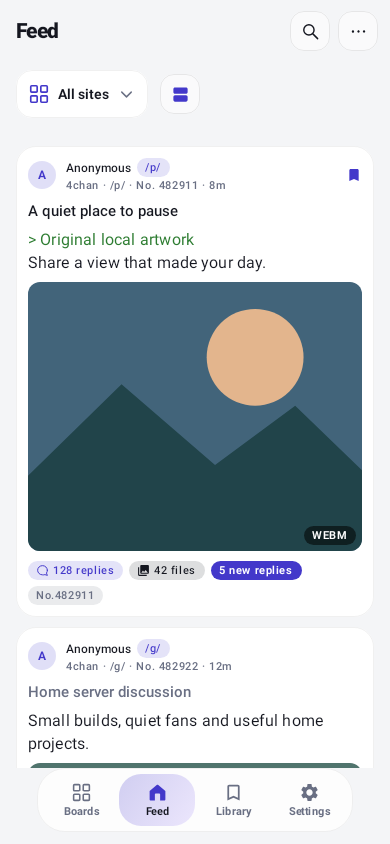 Feed
All sites
A
Anonymous /p/
4chan · /p/ · No. 482911 · 8m
A quiet place to pause
> Original local artwork
Share a view that made your day.
WEBM
128 replies 42 files 5 new replies
No.482911
A
Anonymous /g/
4chan · /g/ · No. 482922 · 12m
Home server discussion
Small builds, quiet fans and useful home
projects.
Boards Feed Library Settings